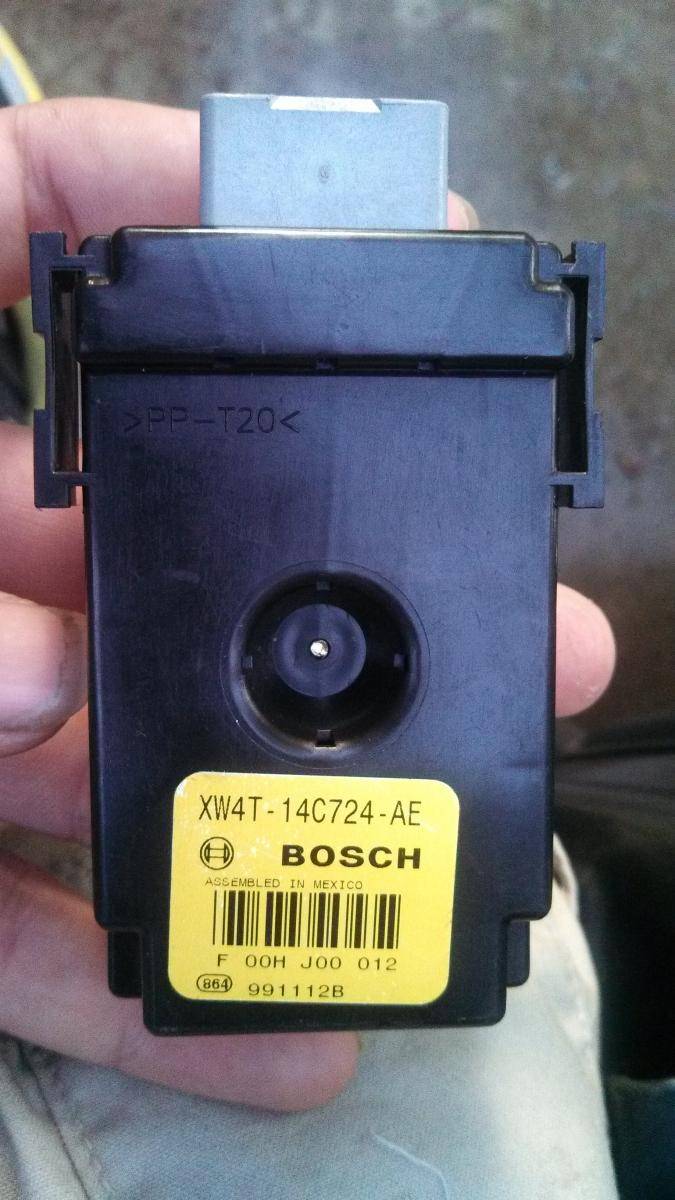 >PP-T20<
XW4T-14C724-AE
BOSCH
ASSEMBLED IN MEXICO
F 00H J00 012
864 991112B